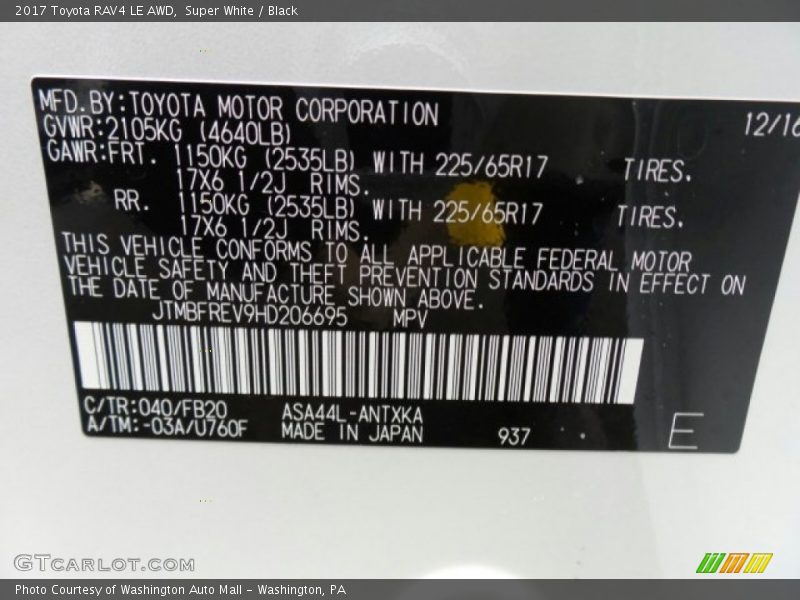 2017 Toyota RAV4 LE AWD,  Super White / Black
MFD.BY:TOYOTA MOTOR CORPORATION 12/16
GVWR:2105KG (4640LB)
GAWR:FRT. 1150KG (2535LB) WITH 225/65R17 TIRES.
17X6 1/2J RIMS.
RR. 1150KG (2535LB) WITH 225/65R17 TIRES.
17X6 1/2J RIMS.
THIS VEHICLE CONFORMS TO ALL APPLICABLE FEDERAL MOTOR
VEHICLE SAFETY AND THEFT PREVENTION STANDARDS IN EFFECT ON
THE DATE OF MANUFACTURE SHOWN ABOVE.
JTMBFREV9HD206695 MPV
C/TR:040/FB20 ASA44L-ANTXKA
A/TM:-03A/U760F MADE IN JAPAN 937 E
GTCARLOT.COM
Photo Courtesy of Washington Auto Mall - Washington, PA